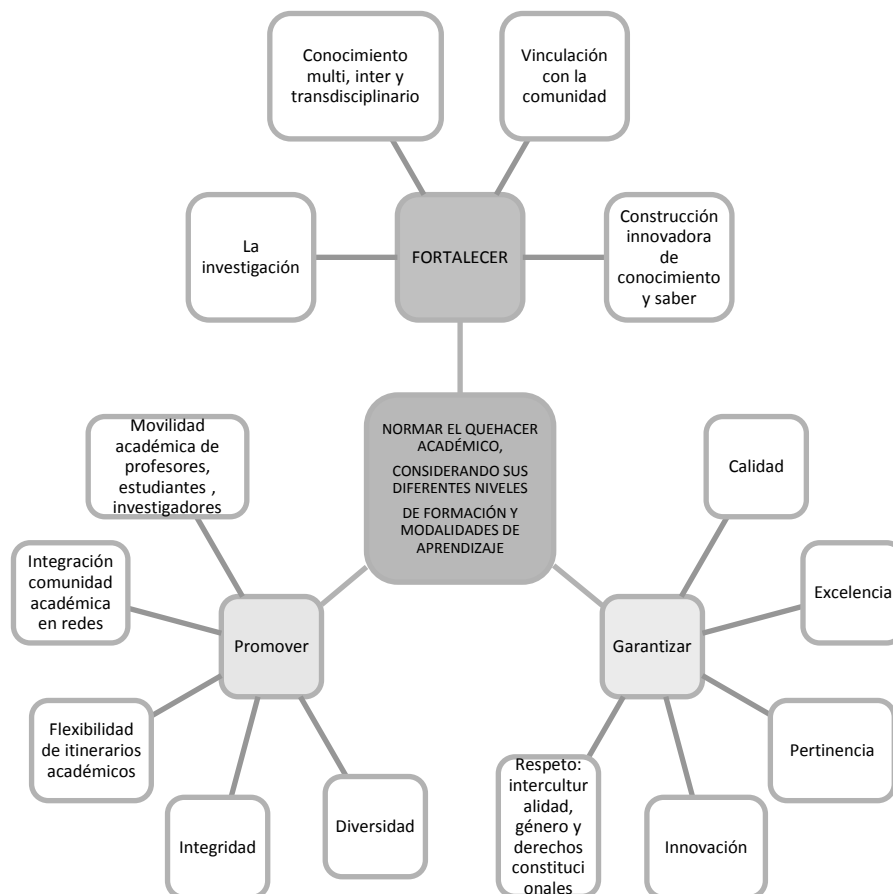 Conocimiento
multi, inter y
transdisciplinario
Vinculación
con la
comunidad
La
investigación
FORTALECER
Construcción
innovadora
de
conocimiento
y saber
NORMAR EL QUEHACER
ACADÉMICO,
CONSIDERANDO SUS
DIFERENTES NIVELES
DE FORMACIÓN Y
MODALIDADES DE
APRENDIZAJE
Movilidad
académica de
profesores,
estudiantes ,
investigadores
Integración
comunidad
académica
en redes
Promover
Flexibilidad
de itinerarios
académicos
Integridad
Diversidad
Calidad
Excelencia
Garantizar
Pertinencia
Respeto:
intercultur
alidad,
género y
derechos
constituci
onales
Innovación